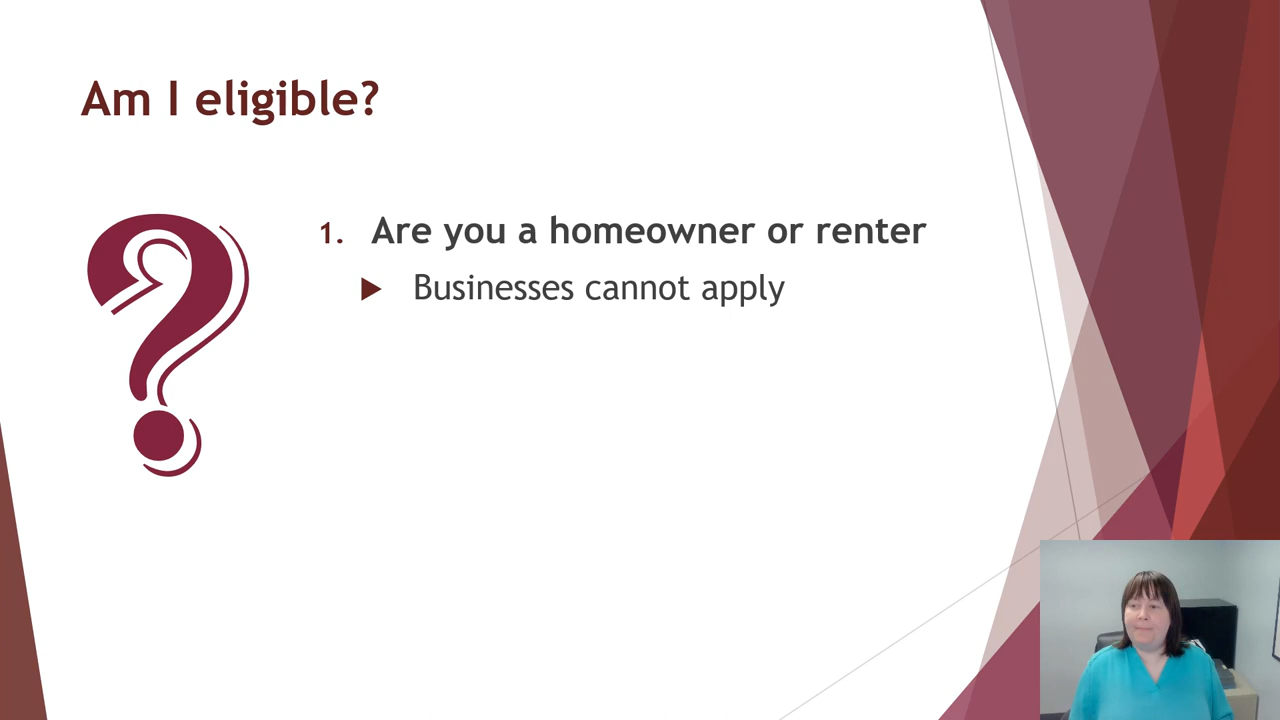 Am I eligible?
1. Are you a homeowner or renter
Businesses cannot apply